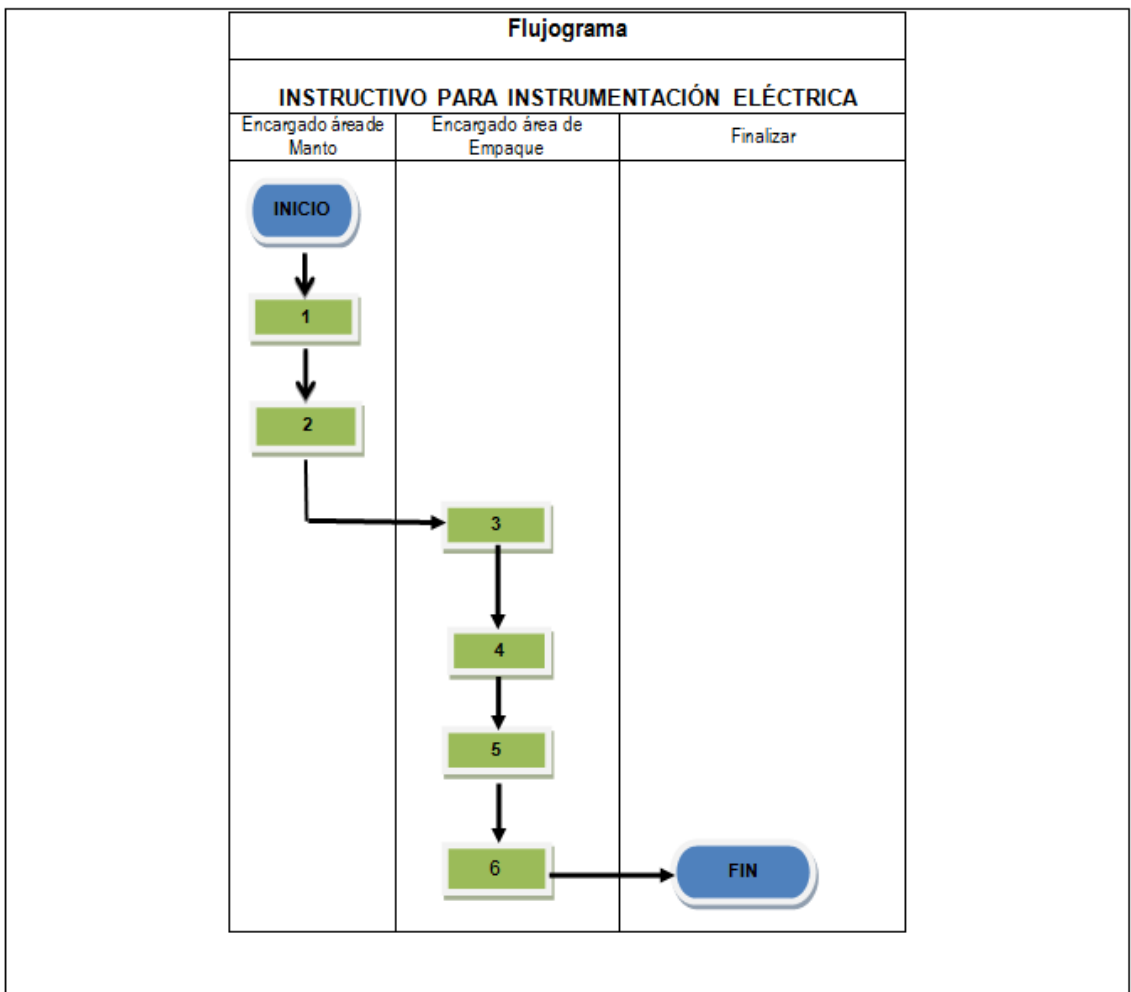 Flujograma
INSTRUCTIVO PARA INSTRUMENTACIÓN ELÉCTRICA
Encargado área de
Manto
Encargado área de
Empaque
Finalizar
INICIO
1
2
3
4
5
6
FIN